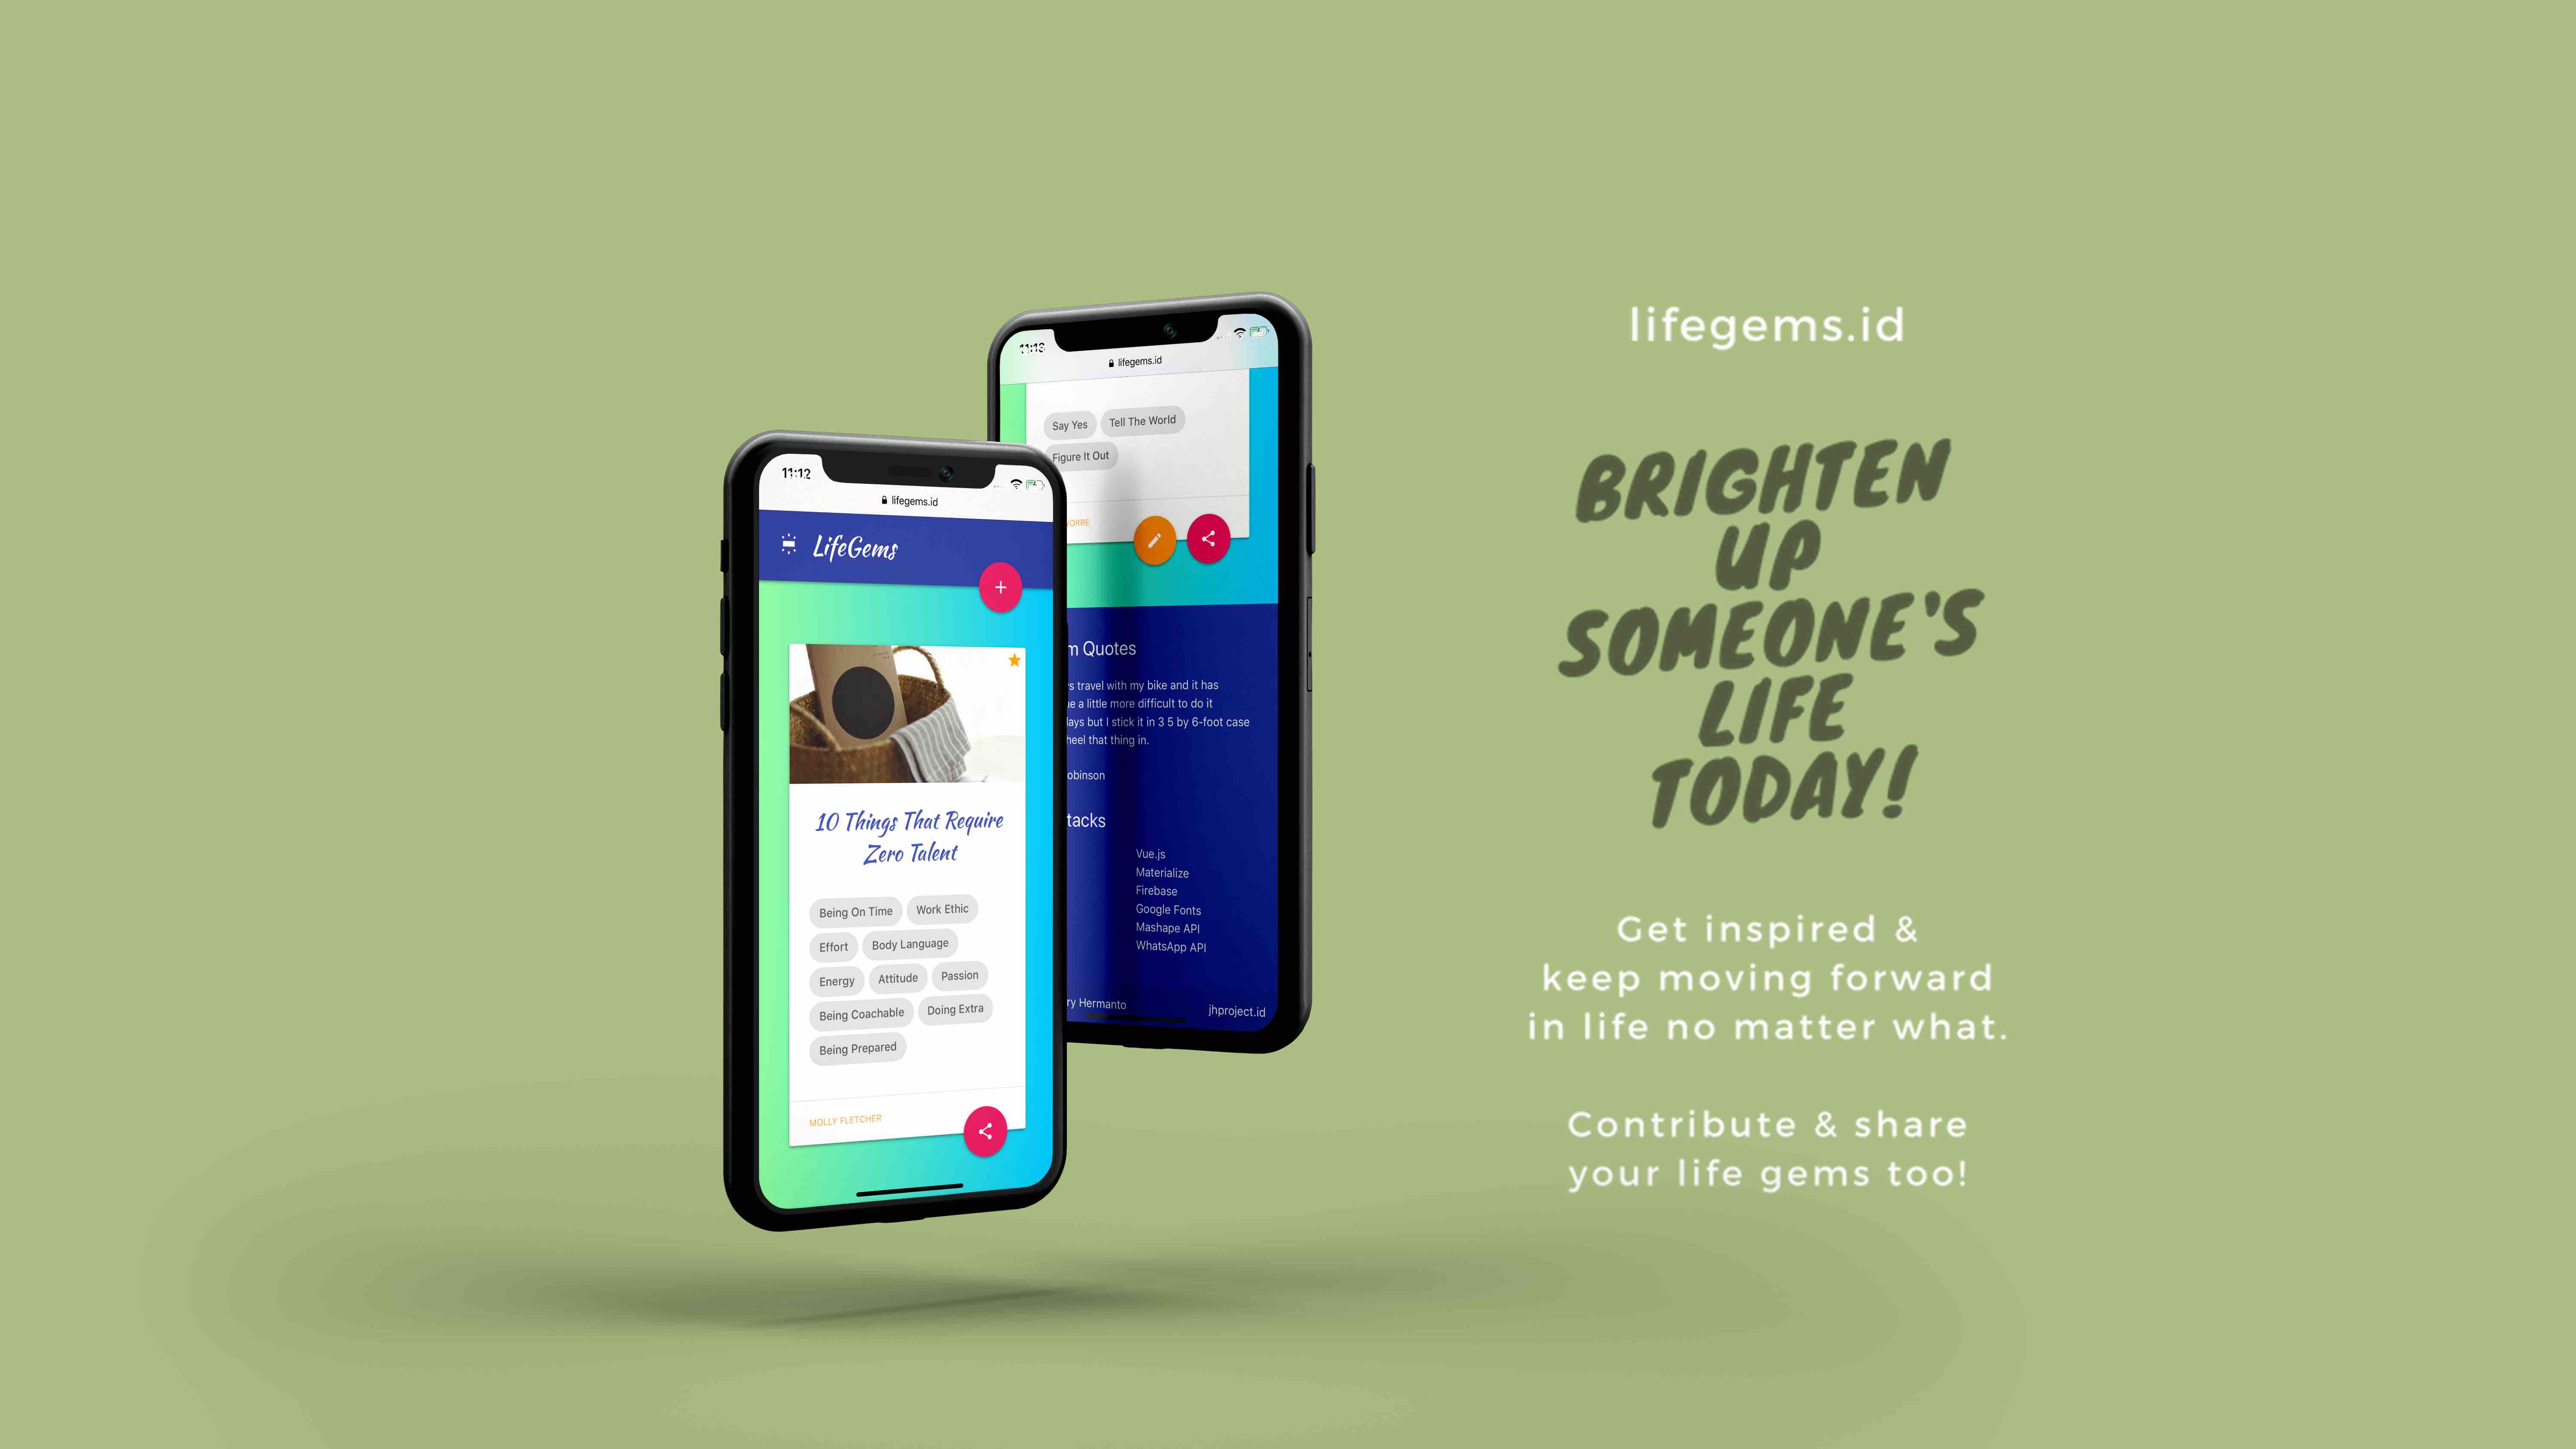 11:12
lifegems.id
LifeGems
10 Things That Require
Zero Talent
Being On Time Work Ethic
Effort Body Language
Energy Attitude Passion
Being Coachable Doing Extra
Being Prepared
MOLLY FLETCHER
11:13
lifegems.id
Say Yes Tell The World
Figure It Out
Quotes
travel with my bike and it has
a little more difficult to do it
but I stick it in 3 5 by 6-foot case
that thing in.
Vue.js
Materialize
Firebase
Google Fonts
Mashape API
WhatsApp API
Hermanto
jhproject.id
lifegems.id
BRIGHTEN
UP
SOMEONE'S
LIFE
TODAY!
Get inspired &
keep moving forward
in life no matter what.
Contribute & share
your life gems too!